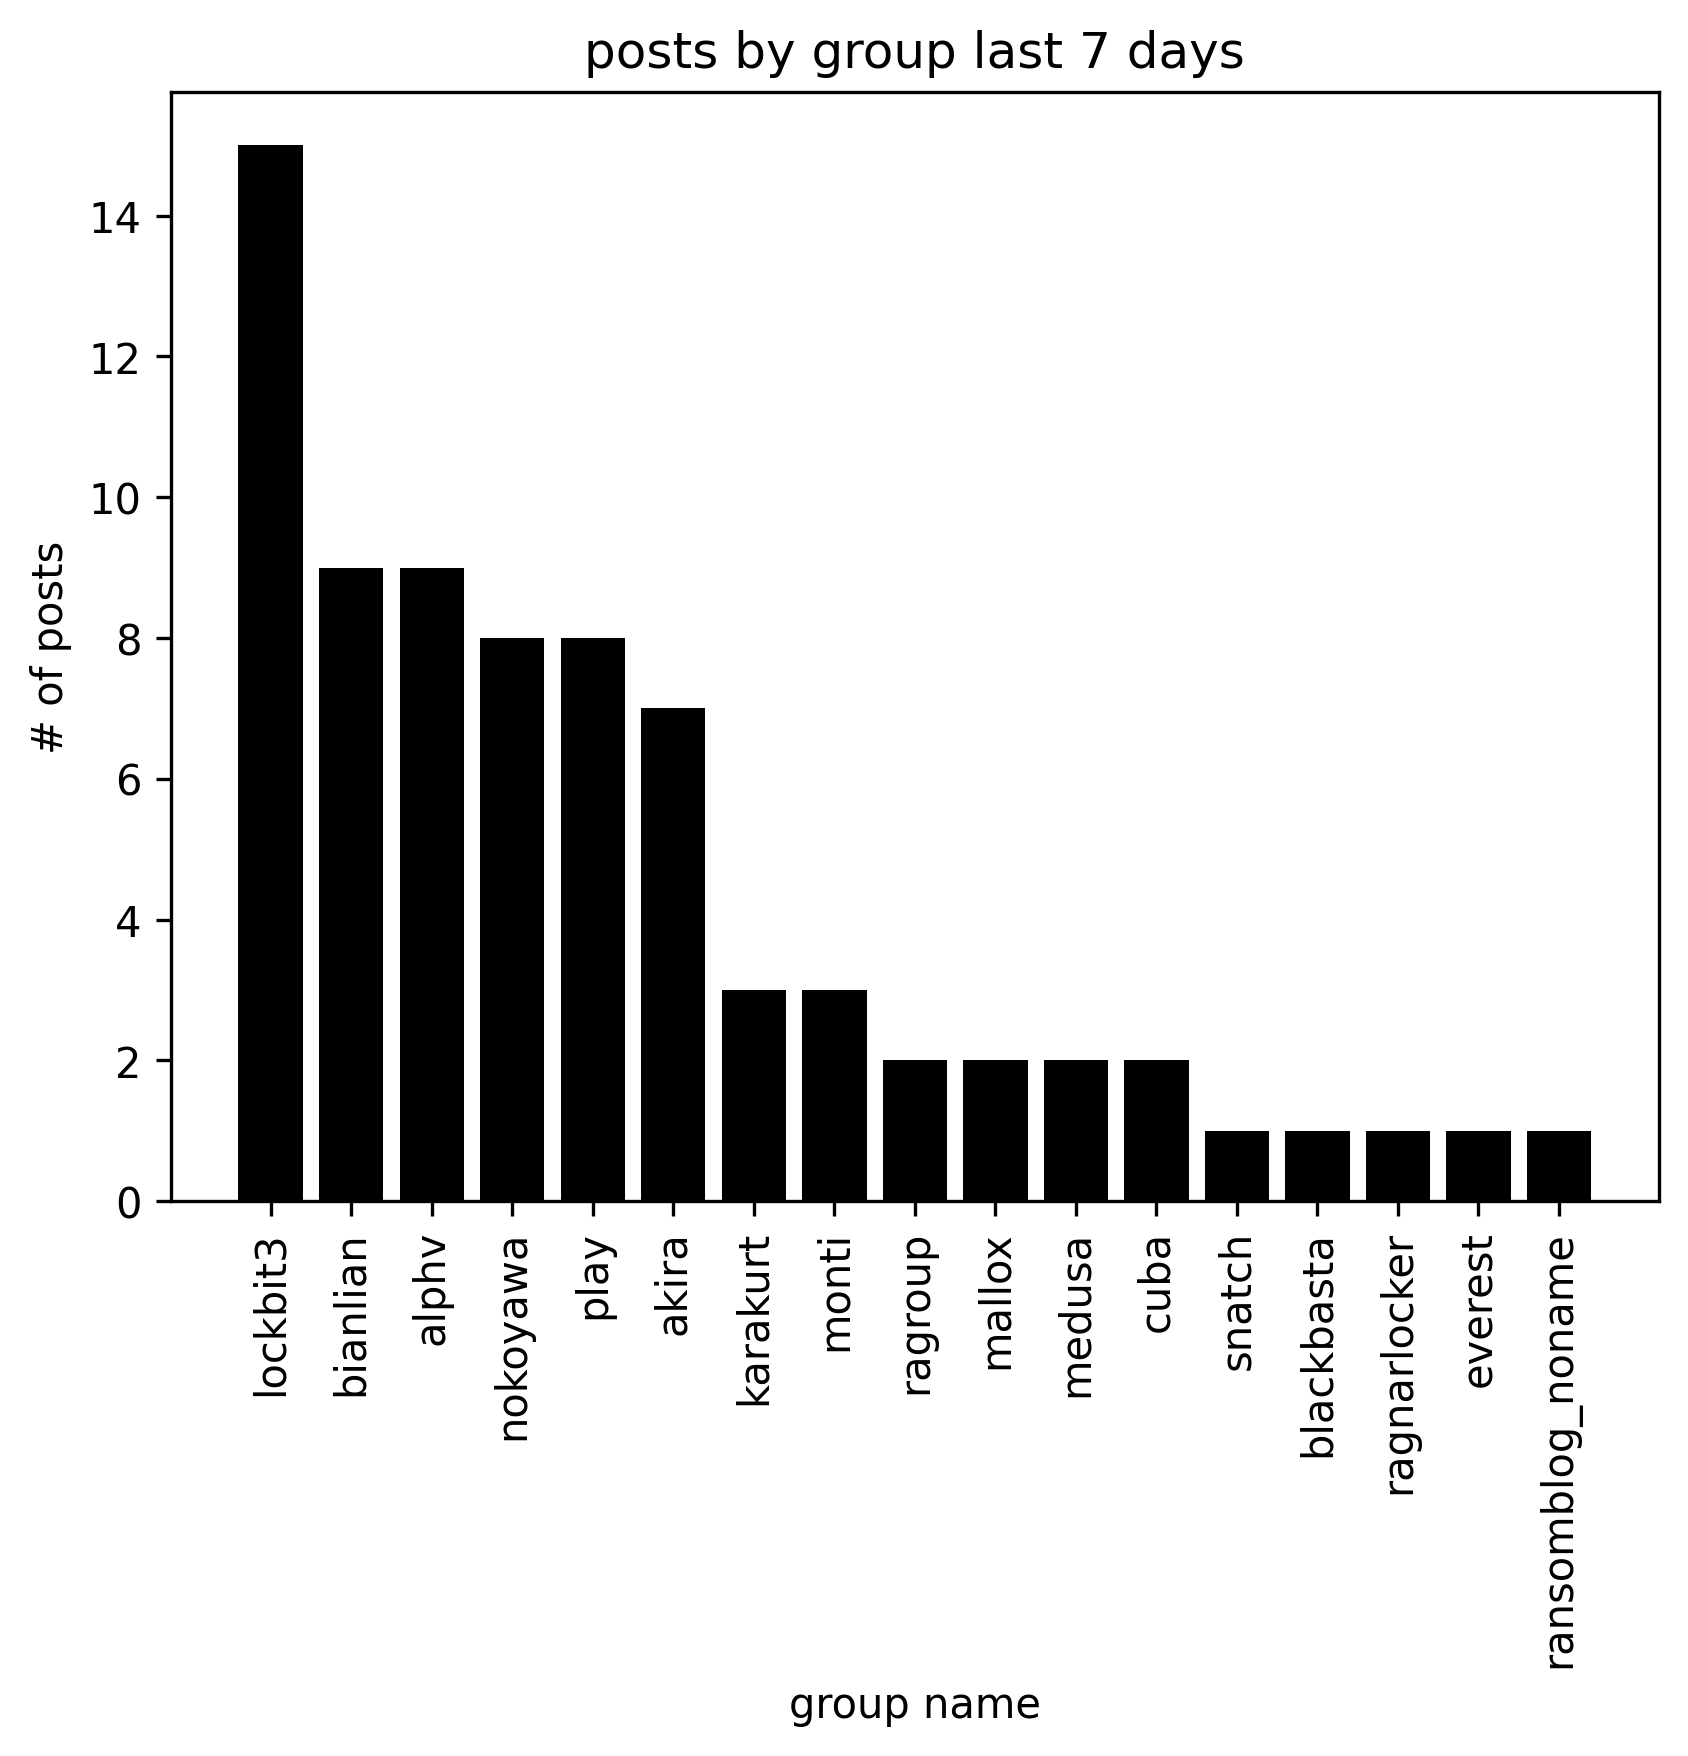 posts by group last 7 days
# of posts
14
12
10
8
6
4
2
0
lockbit3
bianlian
alphv
nokoyawa
play
akira
karakurt
monti
ragroup
mallox
medusa
cuba
snatch
blackbasta
ragnarlocker
everest
ransomblog_noname
group name